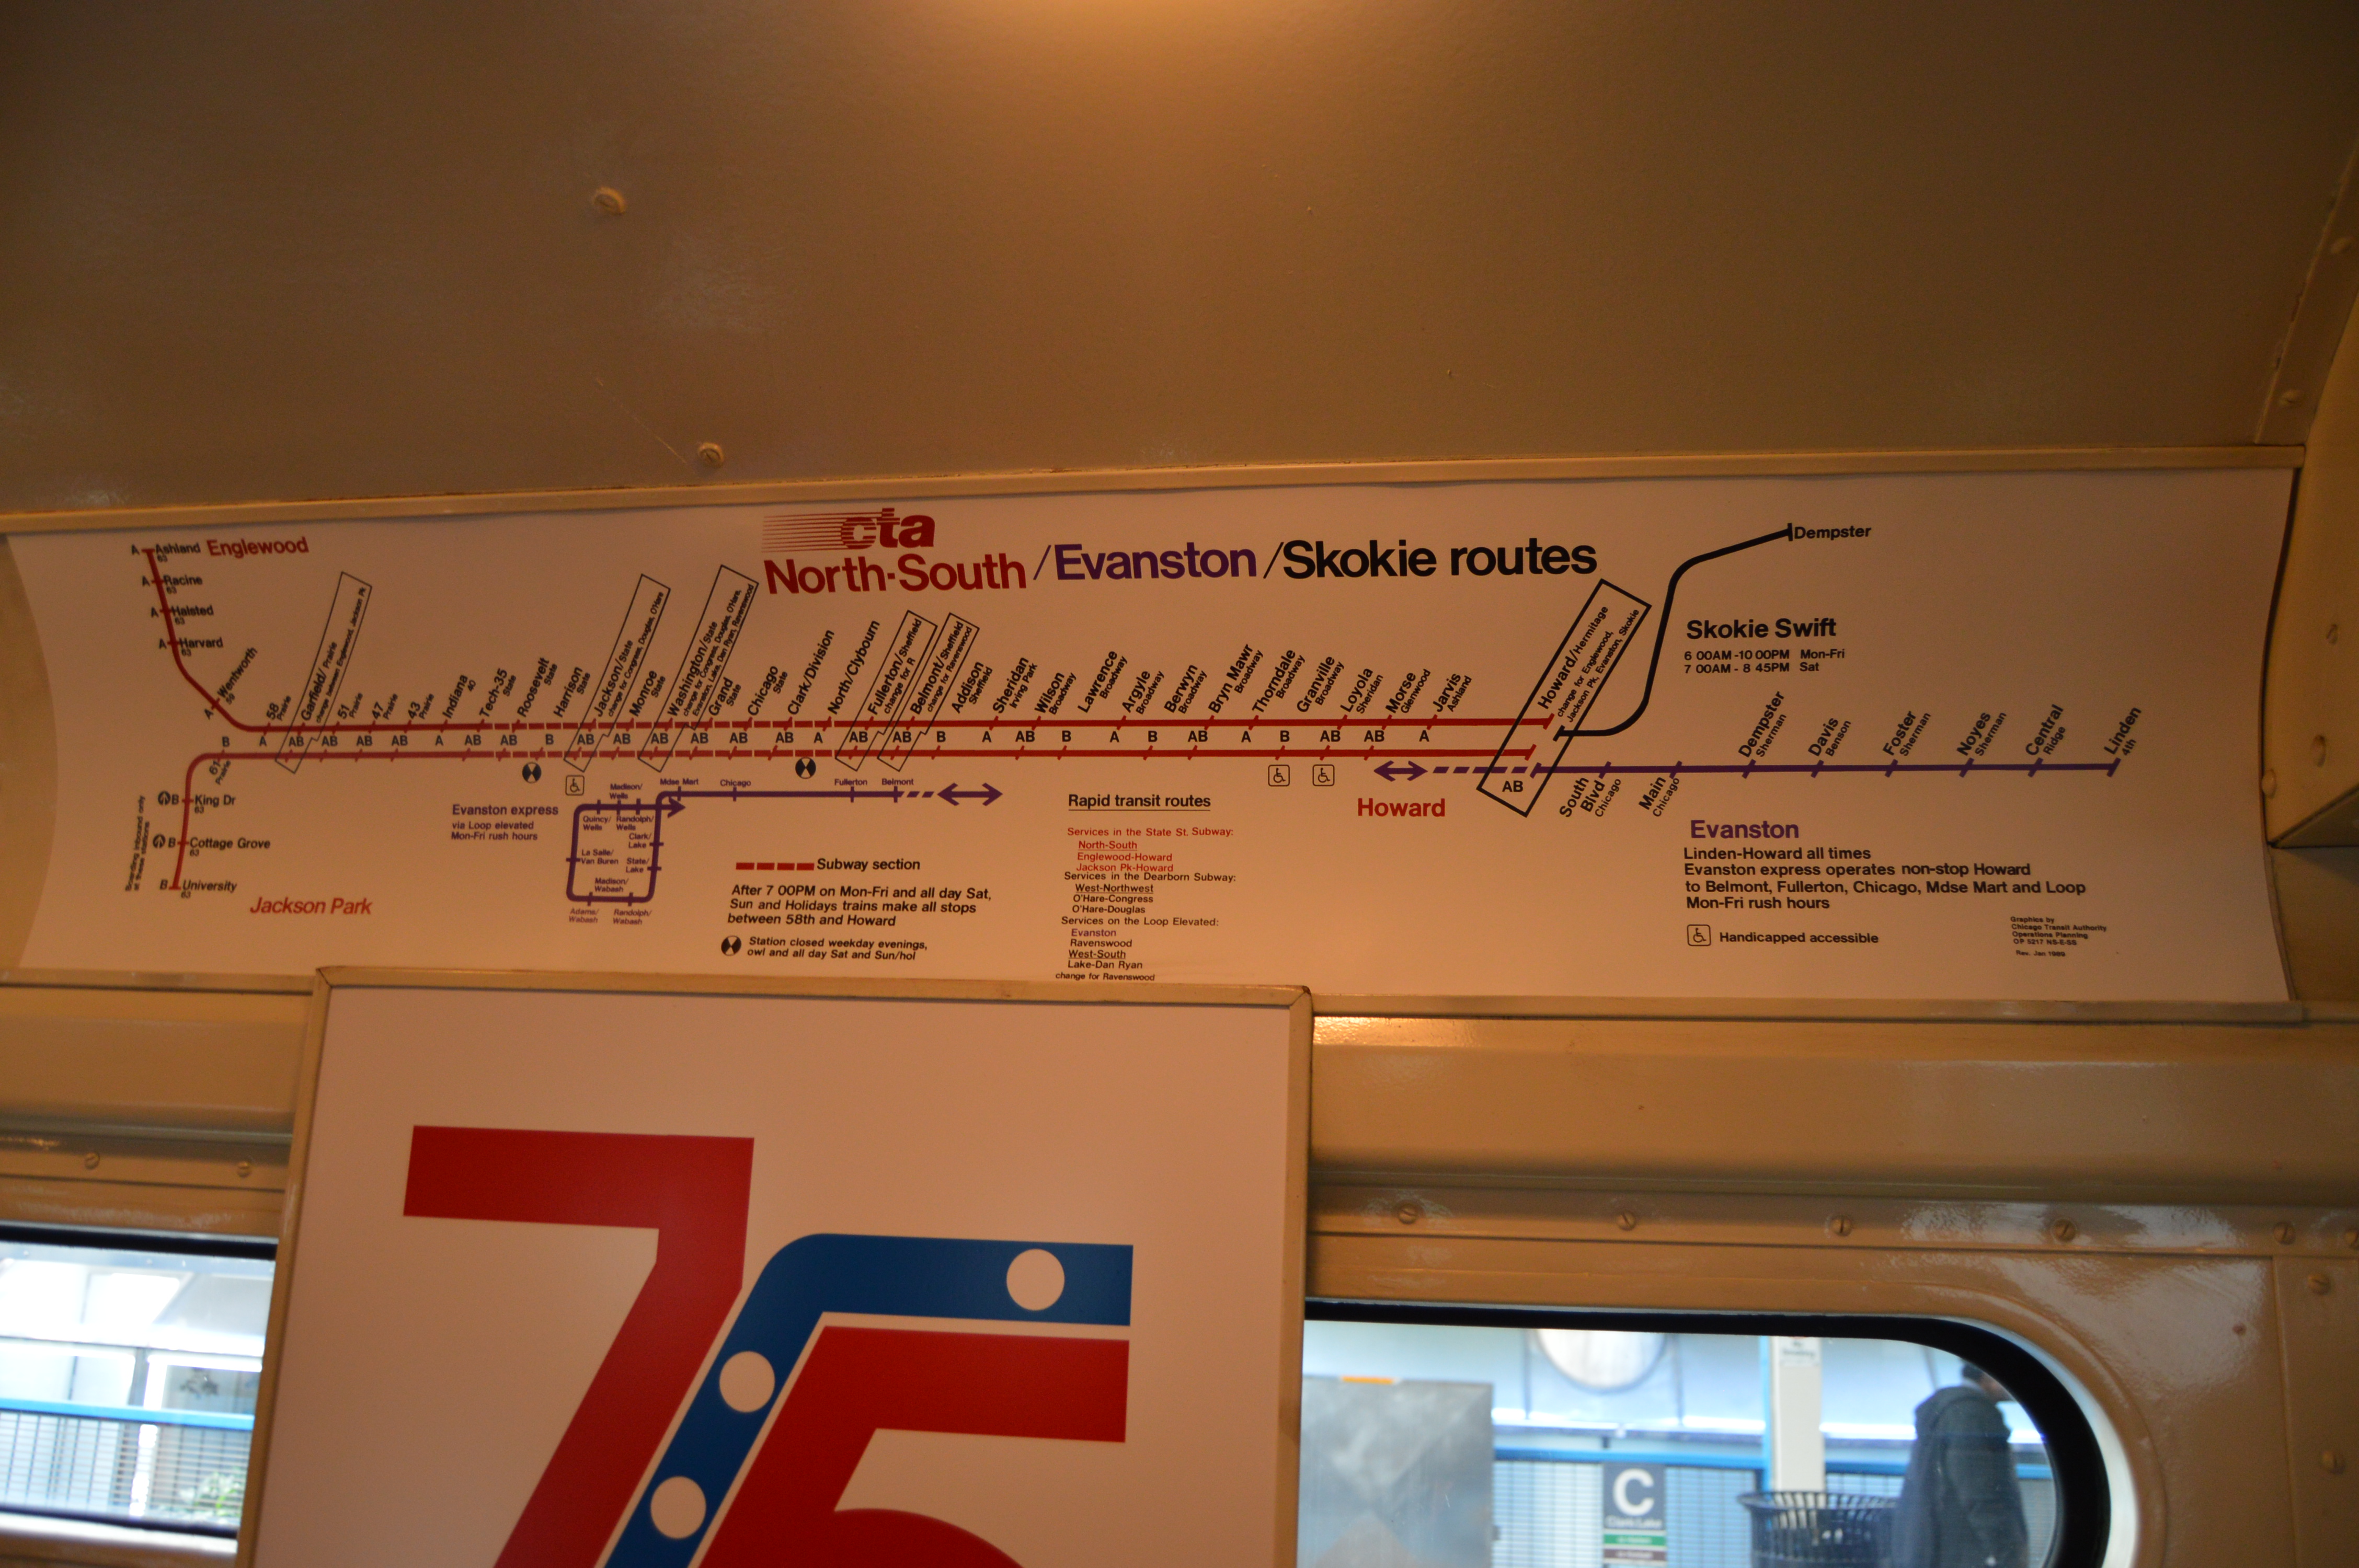 cta
North-South/Evanston/Skokie routes
Englewood
A Ashland
63
A Racine
63
A Halsted
63
A Harvard
63
A Wentworth
59
58
Prairie
Garfield/Prairie
change between Englewood, Jackson Pk
51
Prairie
47
Prairie
43
Prairie
Indiana
40
Tech-35
State
Roosevelt
State
Harrison
State
Jackson/State
change for Congress, Douglas, O'Hare
Monroe
State
Washington/State
change for Congress, Douglas, O'Hare,
Evanston, Lake, Dan Ryan, Ravenswood
Grand
State
Chicago
State
Clark/Division
North/Clybourn
Fullerton/Sheffield
change for R
Belmont/Sheffield
change for Ravenswood
Addison
Sheffield
Sheridan
Irving Park
Wilson
Broadway
Lawrence
Broadway
Argyle
Broadway
Berwyn
Broadway
Bryn Mawr
Broadway
Thorndale
Broadway
Granville
Broadway
Loyola
Sheridan
Morse
Glenwood
Jarvis
Ashland
Howard/Hermitage
change for Englewood,
Jackson Pk, Evanston, Skokie
B A AB AB AB AB A AB AB B AB AB AB AB AB AB A AB AB B A AB B A B AB A B AB AB A
AB
61
Prairie
B King Dr
63
B Cottage Grove
63
B University
63
Boarding inbound only
at these stations
Jackson Park
Evanston express
via Loop elevated
Mon-Fri rush hours
Madison/
Wells
Quincy/
Wells
Randolph/
Wells
Clark/
Lake
La Salle/
Van Buren
State/
Lake
Madison/
Wabash
Adams/
Wabash
Randolph/
Wabash
Mdse Mart
Chicago
Fullerton
Belmont
Subway section
After 7 00PM on Mon-Fri and all day Sat,
Sun and Holidays trains make all stops
between 58th and Howard
Station closed weekday evenings,
owl and all day Sat and Sun/hol
Rapid transit routes
Services in the State St. Subway:
North-South
Englewood-Howard
Jackson Pk-Howard
Services in the Dearborn Subway:
West-Northwest
O'Hare-Congress
O'Hare-Douglas
Services on the Loop Elevated:
Evanston
Ravenswood
West-South
Lake-Dan Ryan
change for Ravenswood
Howard
Dempster
Skokie Swift
6 00AM-10 00PM Mon-Fri
7 00AM - 8 45PM Sat
South
Blvd
Chicago
Main
Chicago
Dempster
Sherman
Davis
Benson
Foster
Sherman
Noyes
Sherman
Central
Ridge
Linden
4th
Evanston
Linden-Howard all times
Evanston express operates non-stop Howard
to Belmont, Fullerton, Chicago, Mdse Mart and Loop
Mon-Fri rush hours
Handicapped accessible
Graphics by
Chicago Transit Authority
Operations Planning
OP 5217 NS-E-SS
Rev. Jan 1989
75
C
Clark/Lake